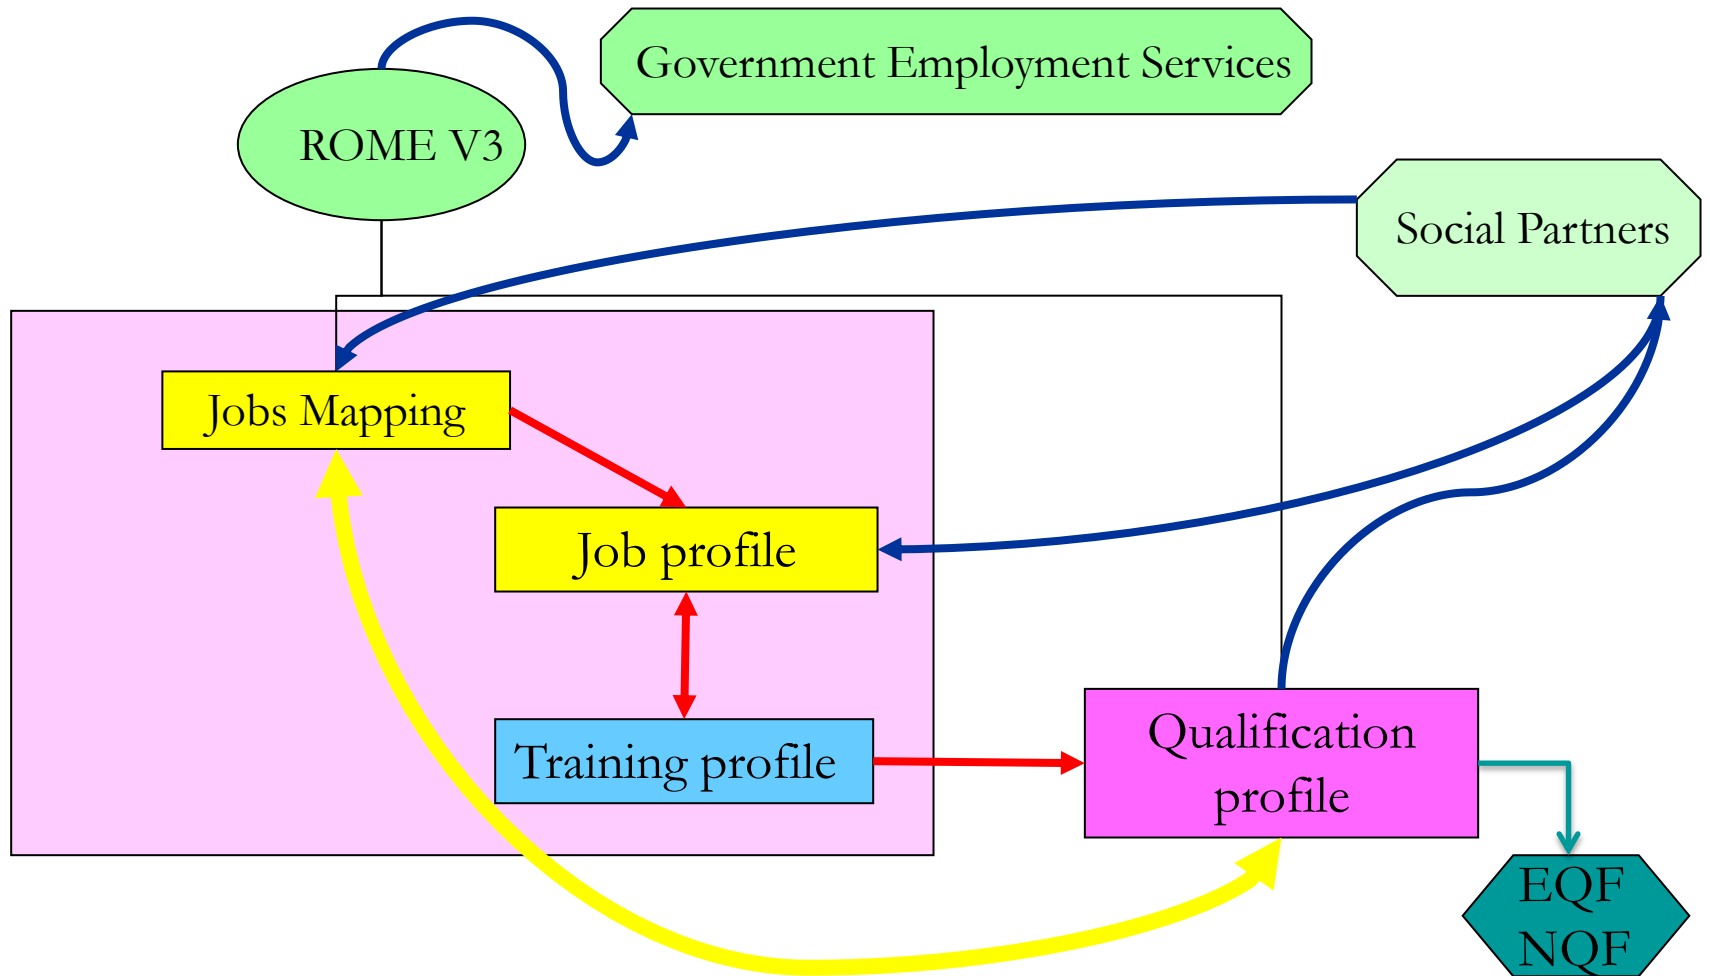 Government Employment Services
ROME V3
Social Partners
Jobs Mapping
Job profile
Training profile
Qualification
profile
EQF
NQF